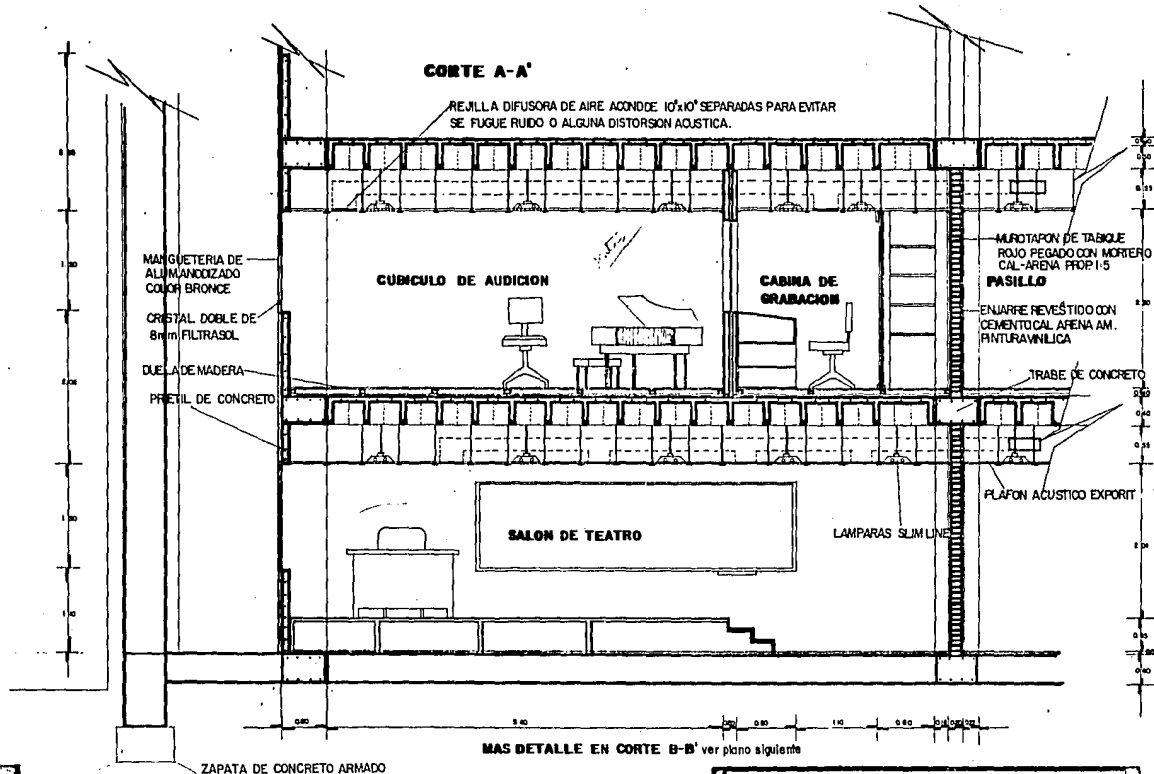 CORTE A-A'
REJILLA DIFUSORA DE AIRE ACONDDE 10"x10" SEPARADAS PARA EVITAR
SE FUGUE RUIDO O ALGUNA DISTORSION ACUSTICA.
MANGUETERIA DE
ALUM ANODIZADO
COLOR BRONCE
CRISTAL DOBLE DE
8mm FILTRASOL
DUELA DE MADERA
PRETIL DE CONCRETO
CUBICULO DE AUDICION
CABINA DE
GRABACION
MURO TAPON DE TABIQUE
ROJO PEGADO CON MORTERO
CAL-ARENA PROP 1:5
PASILLO
ENJARRE REVESTIDO CON
CEMENTO CAL ARENA AM.
PINTURA VINILICA
TRABE DE CONCRETO
PLAFON ACUSTICO EXPORIT
LAMPARAS SLIM LINE
SALON DE TEATRO
MAS DETALLE EN CORTE B-B' ver plano siguiente
ZAPATA DE CONCRETO ARMADO